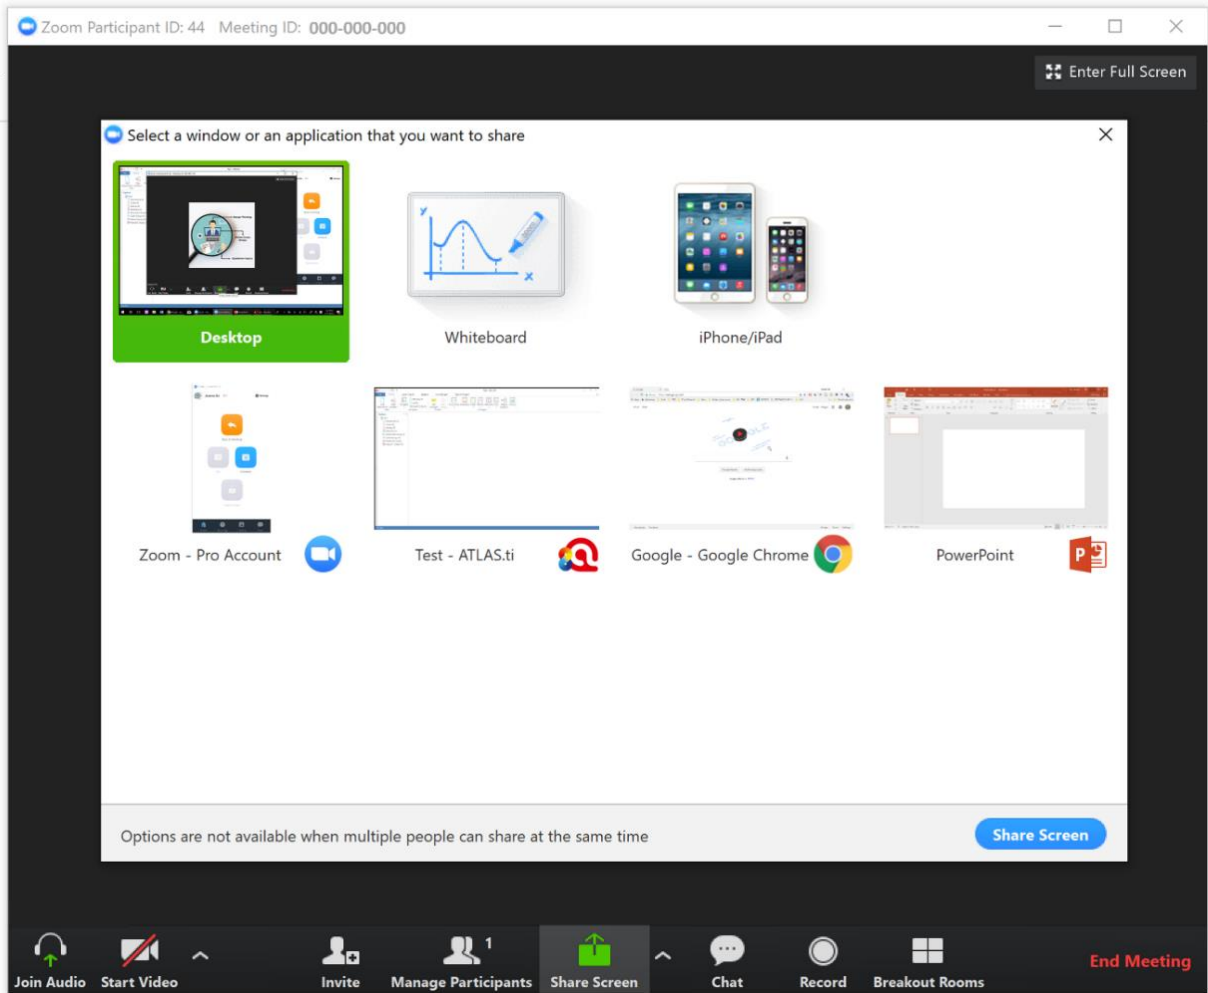 Zoom Participant ID: 44 Meeting ID: 000-000-000
Enter Full Screen
Select a window or an application that you want to share
Desktop
Whiteboard
iPhone/iPad
Zoom - Pro Account
Test - ATLAS.ti
Google - Google Chrome
PowerPoint
Options are not available when multiple people can share at the same time
Share Screen
1
Join Audio
Start Video
Invite
Manage Participants
Share Screen
Chat
Record
Breakout Rooms
End Meeting